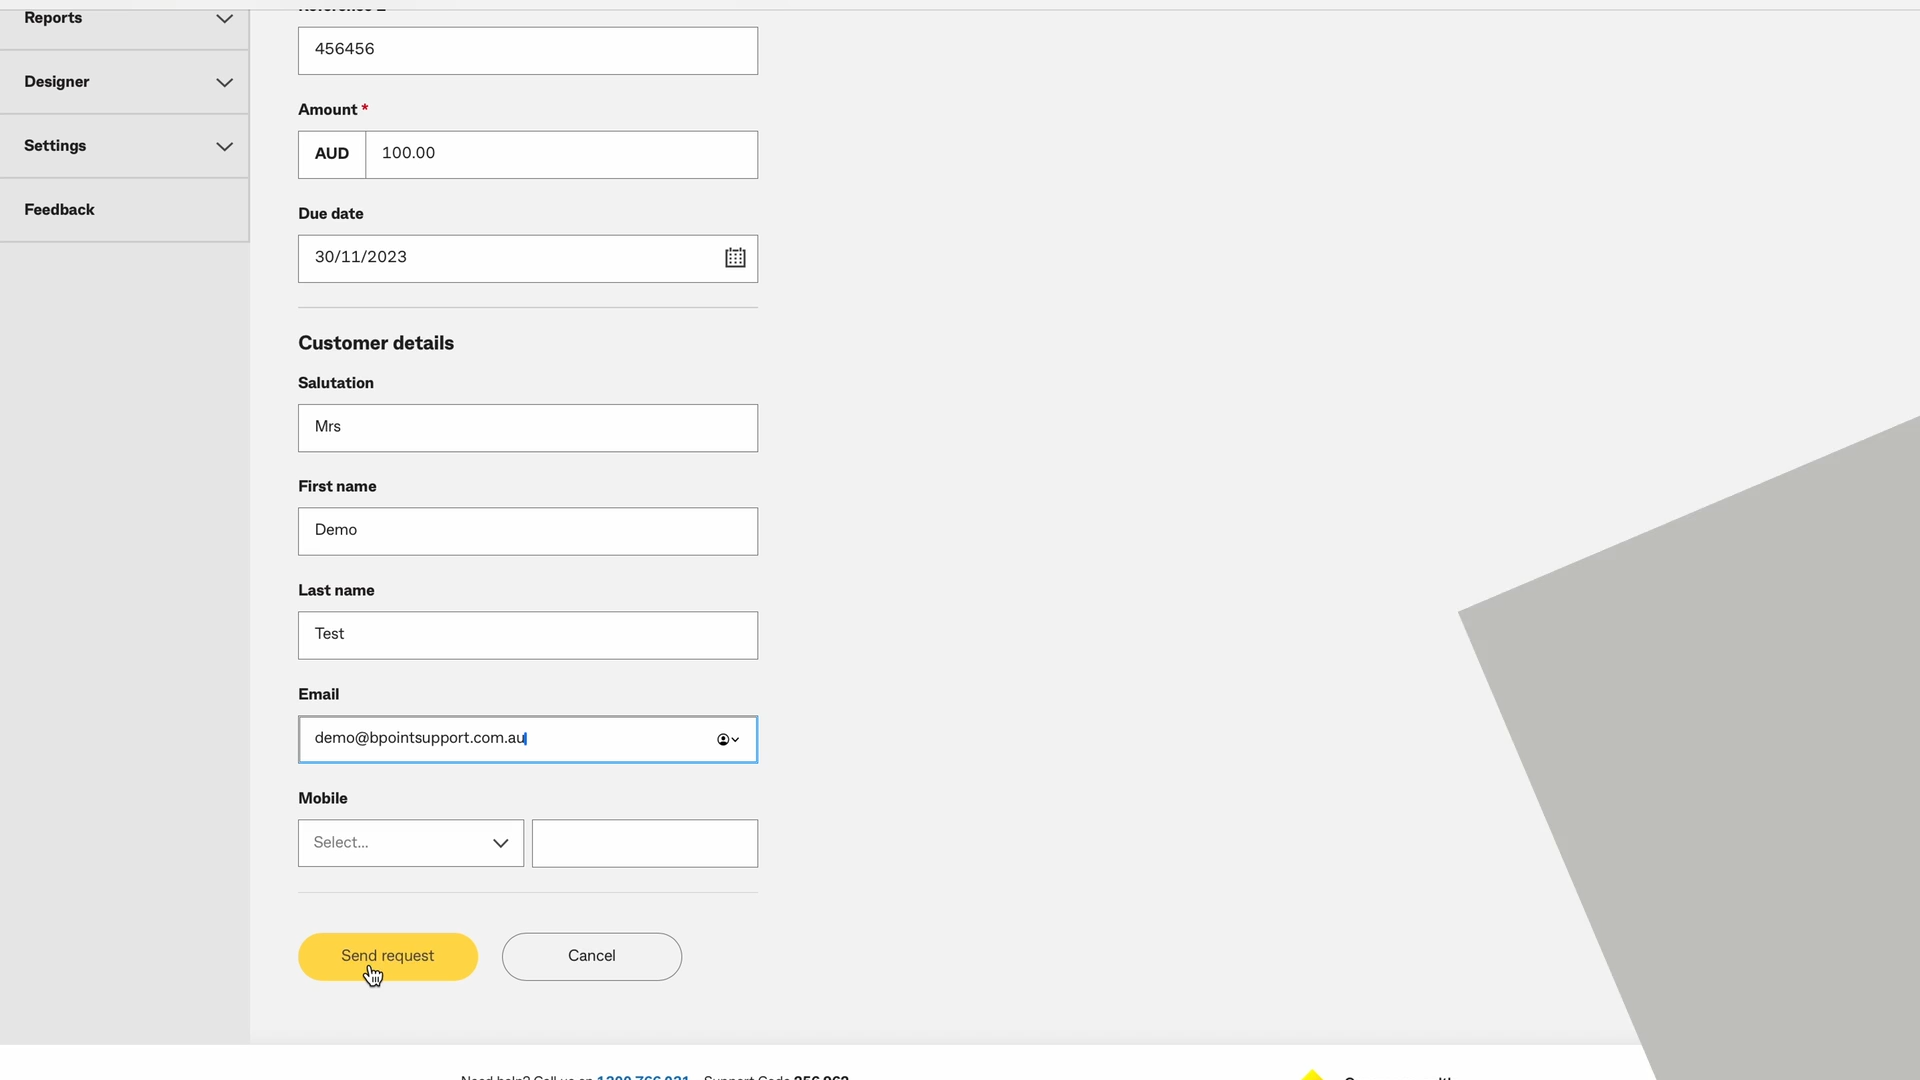 Reports
Designer
Settings
Feedback
456456
Amount *
AUD 100.00
Due date
30/11/2023
Customer details
Salutation
Mrs
First name
Demo
Last name
Test
Email
demo@bpointsupport.com.au
Mobile
Select...
Send request
Cancel